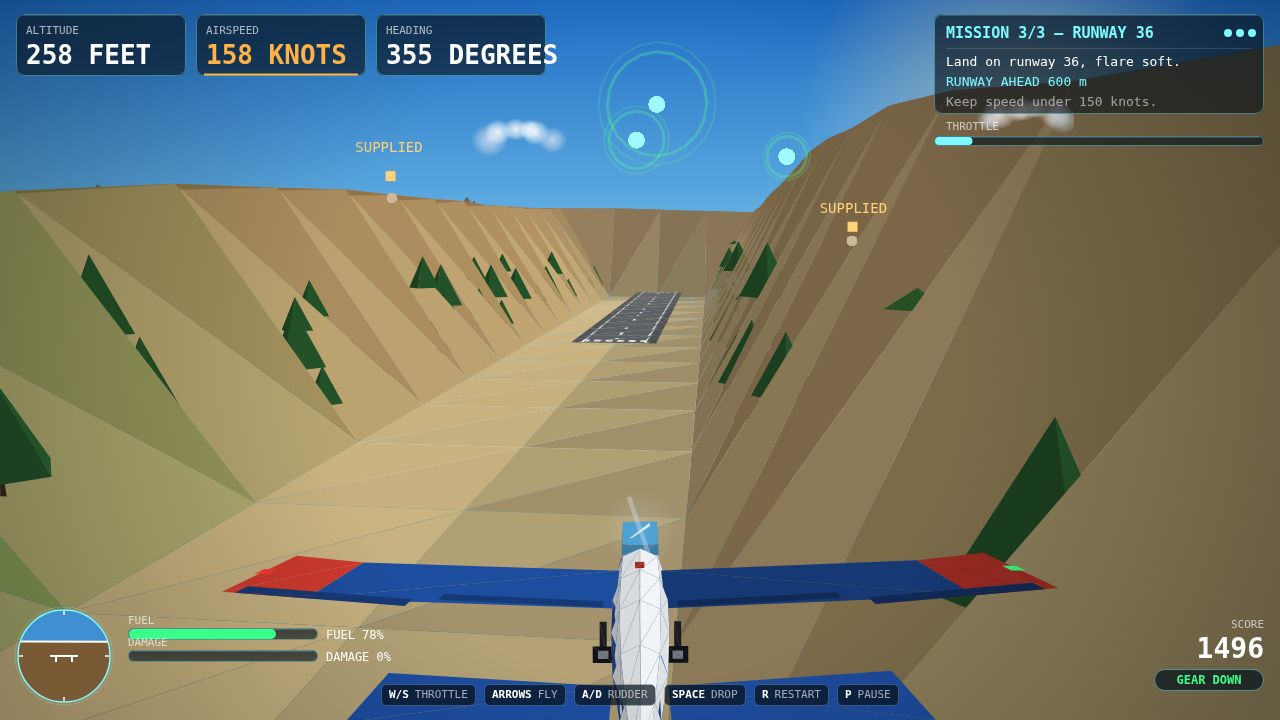 ALTITUDE
258 FEET
AIRSPEED
158 KNOTS
HEADING
355 DEGREES
MISSION 3/3 — RUNWAY 36
Land on runway 36, flare soft.
RUNWAY AHEAD 600 m
Keep speed under 150 knots.
THROTTLE
SUPPLIED
SUPPLIED
FUEL
FUEL 78%
DAMAGE
DAMAGE 0%
W/S THROTTLE
ARROWS FLY
A/D RUDDER
SPACE DROP
R RESTART
P PAUSE
SCORE
1496
GEAR DOWN